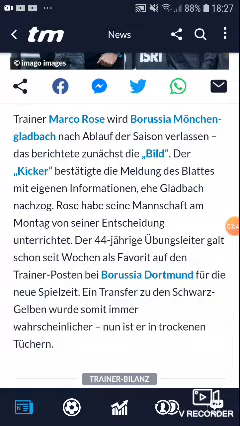 88% 18:27
tm News
© imago images
ISRI
Trainer Marco Rose wird Borussia Mönchen-
gladbach nach Ablauf der Saison verlassen –
das berichtete zunächst die „Bild“. Der
„Kicker“ bestätigte die Meldung des Blattes
mit eigenen Informationen, ehe Gladbach
nachzog. Rose habe seine Mannschaft am
Montag von seiner Entscheidung
unterrichtet. Der 44-jährige Übungsleiter galt
schon seit Wochen als Favorit auf den
Trainer-Posten bei Borussia Dortmund für die
neue Spielzeit. Ein Transfer zu den Schwarz-
Gelben wurde somit immer
wahrscheinlicher – nun ist er in trockenen
Tüchern.
TRAINER-BILANZ
V RECORDER